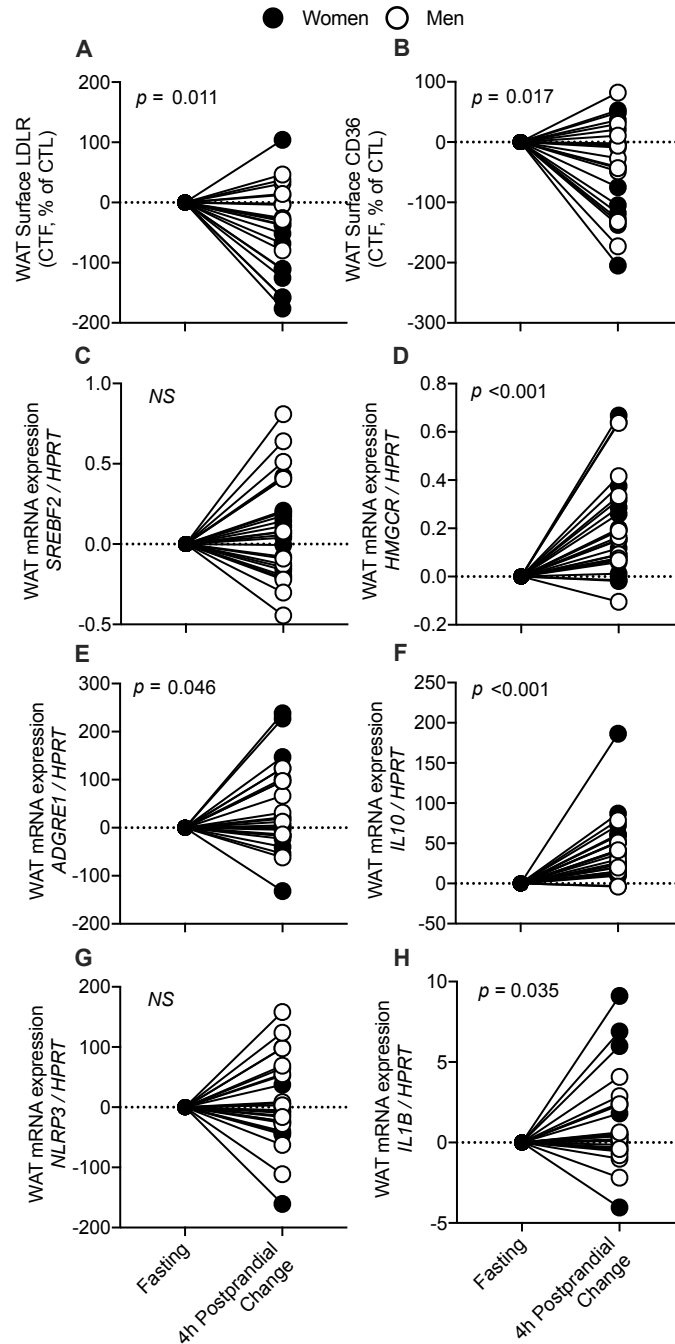 Women Men
A
p = 0.011
WAT Surface LDLR
(CTF, % of CTL)
200
100
0
-100
-200
B
p = 0.017
WAT Surface CD36
(CTF, % of CTL)
100
0
-100
-200
-300
C
NS
WAT mRNA expression
SREBF2 / HPRT
1.0
0.5
0.0
-0.5
D
p <0.001
WAT mRNA expression
HMGCR / HPRT
0.8
0.6
0.4
0.2
0.0
-0.2
E
p = 0.046
WAT mRNA expression
ADGRE1 / HPRT
300
200
100
0
-100
-200
F
p <0.001
WAT mRNA expression
IL10 / HPRT
250
200
150
100
50
0
-50
G
NS
WAT mRNA expression
NLRP3 / HPRT
200
100
0
-100
-200
Fasting
4h Postprandial
Change
H
p = 0.035
WAT mRNA expression
IL1B / HPRT
10
5
0
-5
Fasting
4h Postprandial
Change